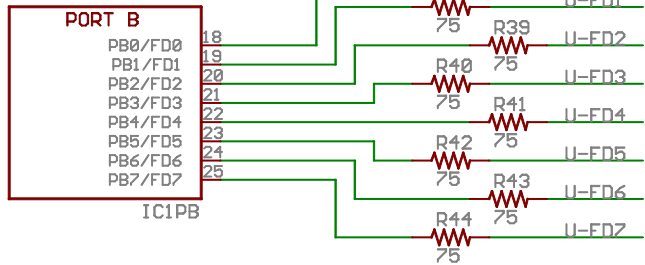 PORT B
PB0/FD0 18
PB1/FD1 19
PB2/FD2 20
PB3/FD3 21
PB4/FD4 22
PB5/FD5 23
PB6/FD6 24
PB7/FD7 25
IC1PB
75 U-FD1
R39 75 U-FD2
R40 75 U-FD3
R41 75 U-FD4
R42 75 U-FD5
R43 75 U-FD6
R44 75 U-FD7